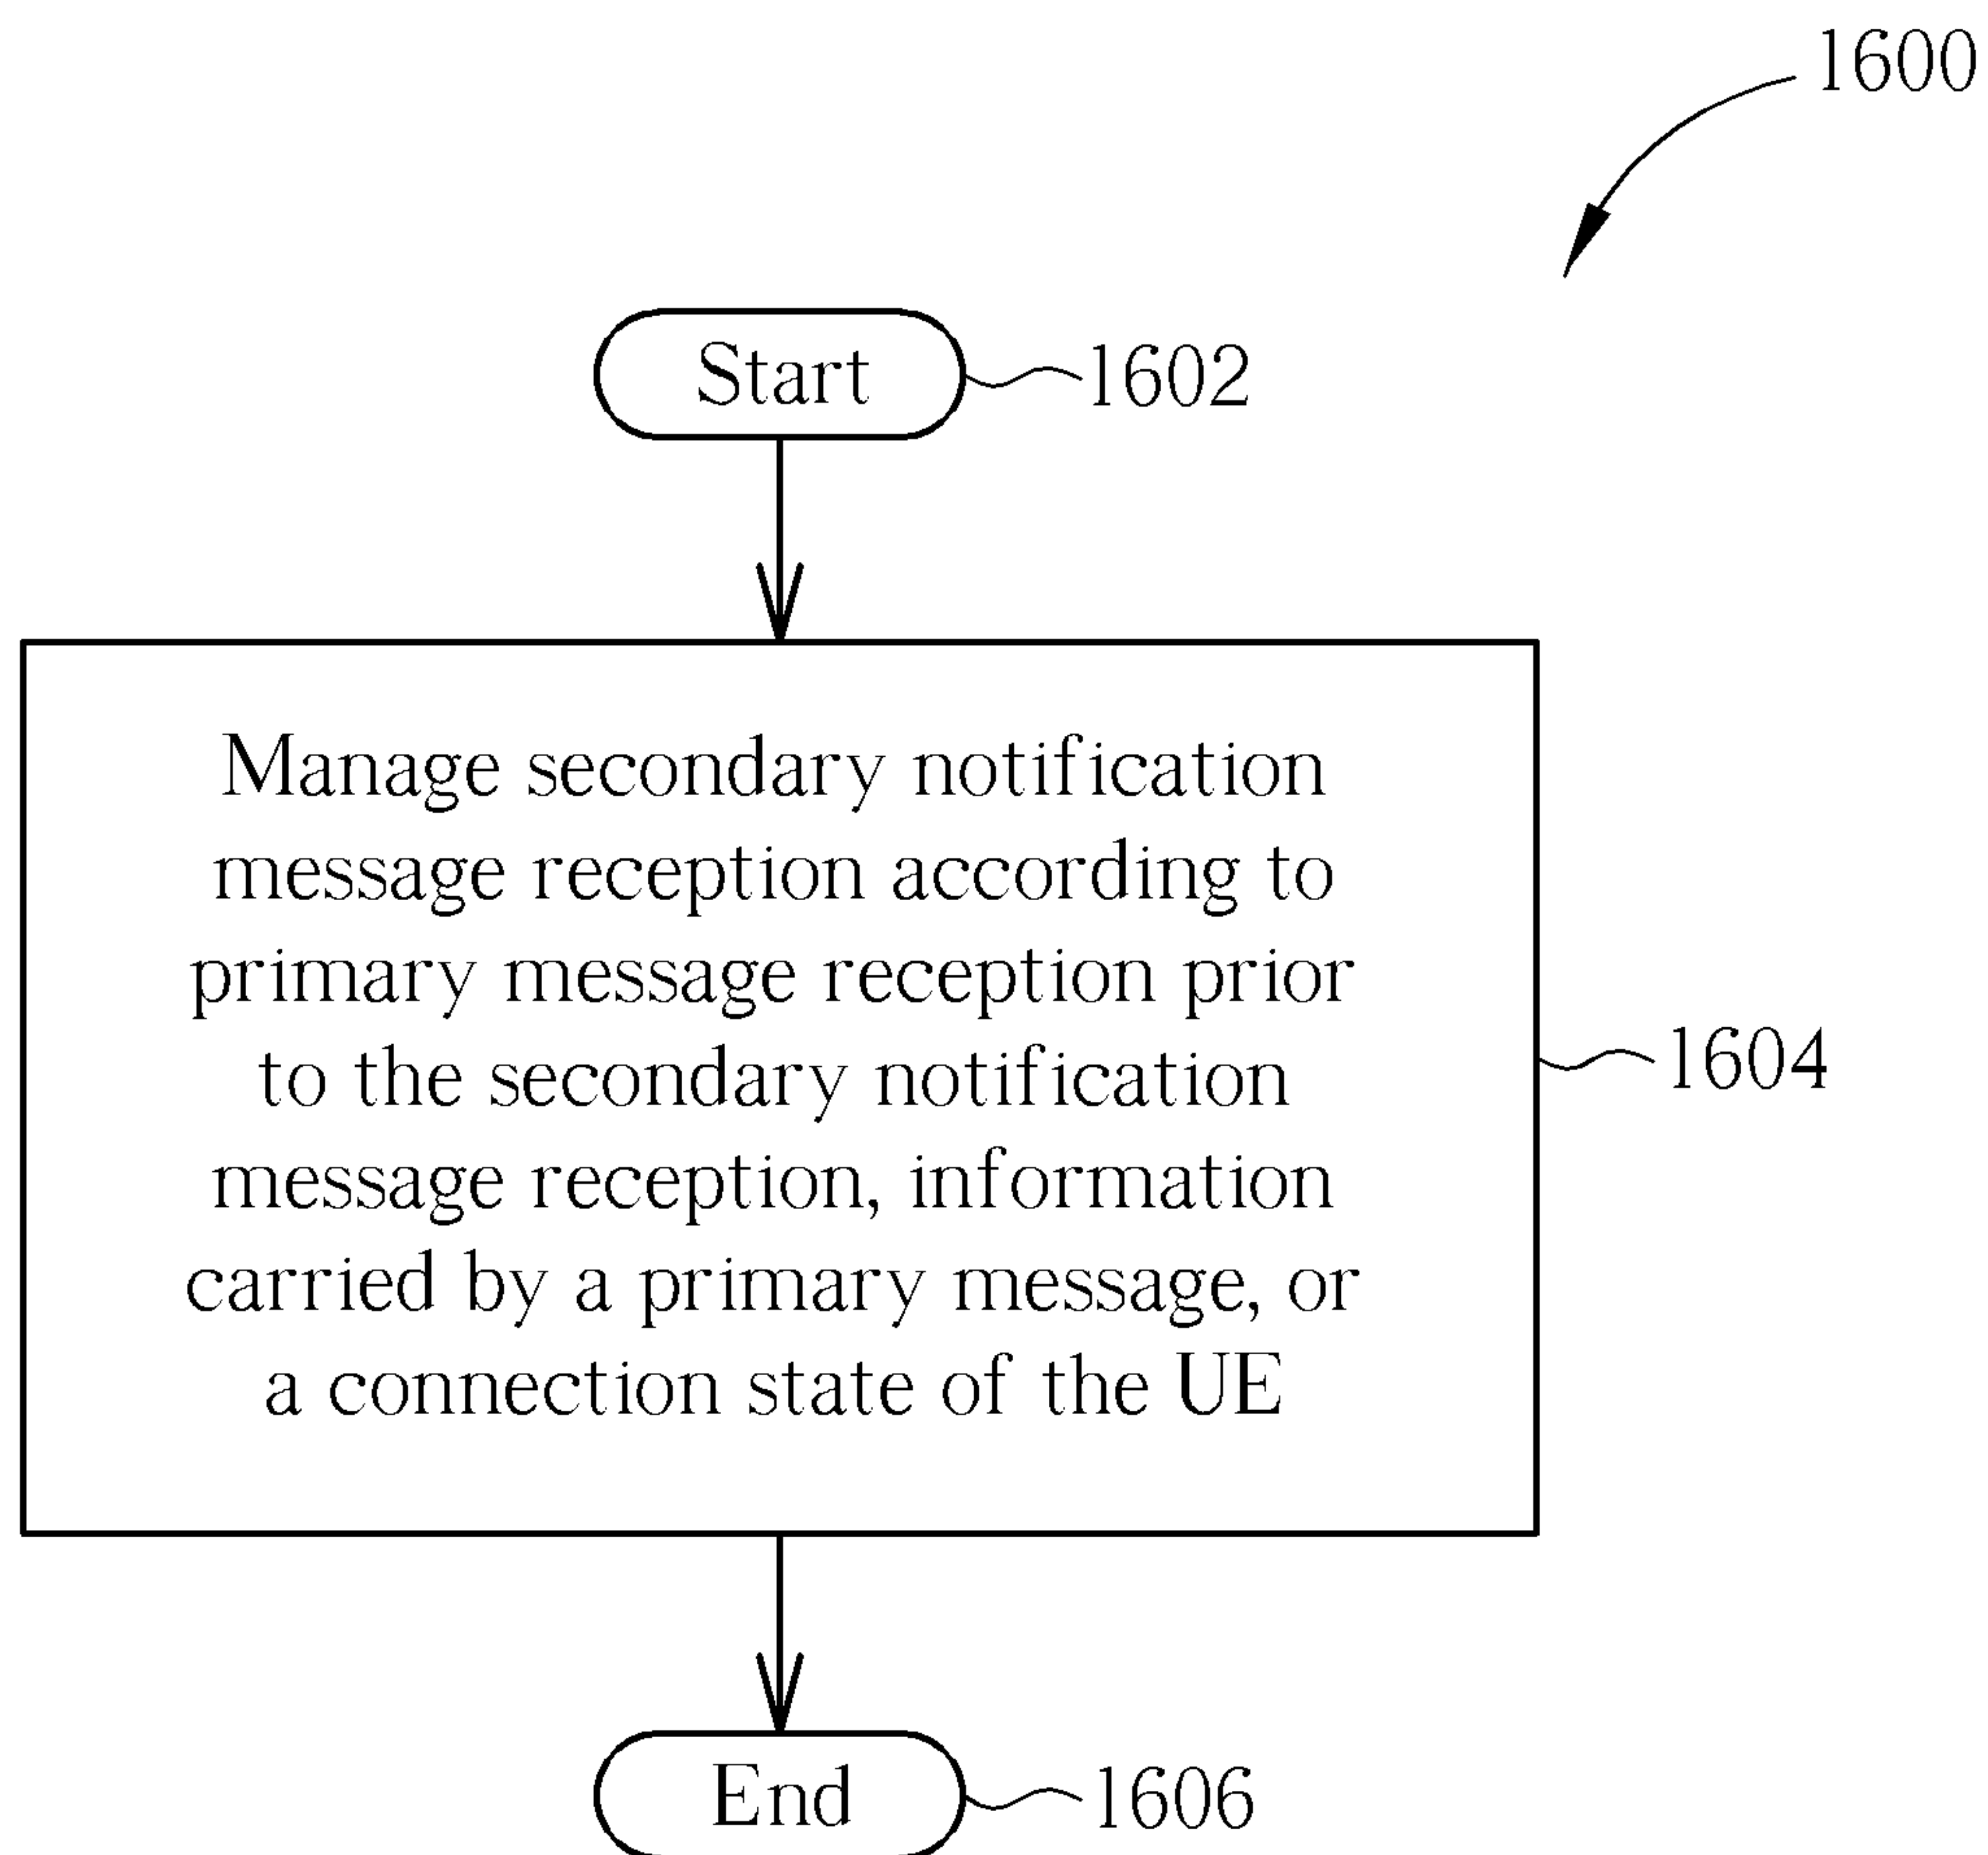 1600
Start
1602
Manage secondary notification
message reception according to
primary message reception prior
to the secondary notification
message reception, information
carried by a primary message, or
a connection state of the UE
1604
End
1606